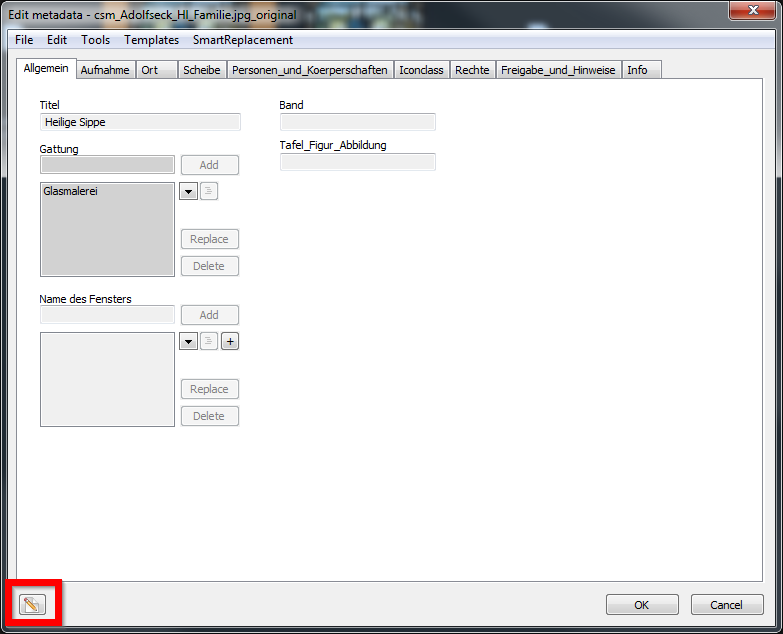 Edit metadata - csm_Adolfseck_Hl_Familie.jpg_original
File Edit Tools Templates SmartReplacement
Allgemein Aufnahme Ort Scheibe Personen_und_Koerperschaften Iconclass Rechte Freigabe_und_Hinweise Info
Titel Band
Heilige Sippe
Gattung Tafel_Figur_Abbildung
Add
Glasmalerei
Replace
Delete
Name des Fensters
Add
+
Replace
Delete
OK Cancel